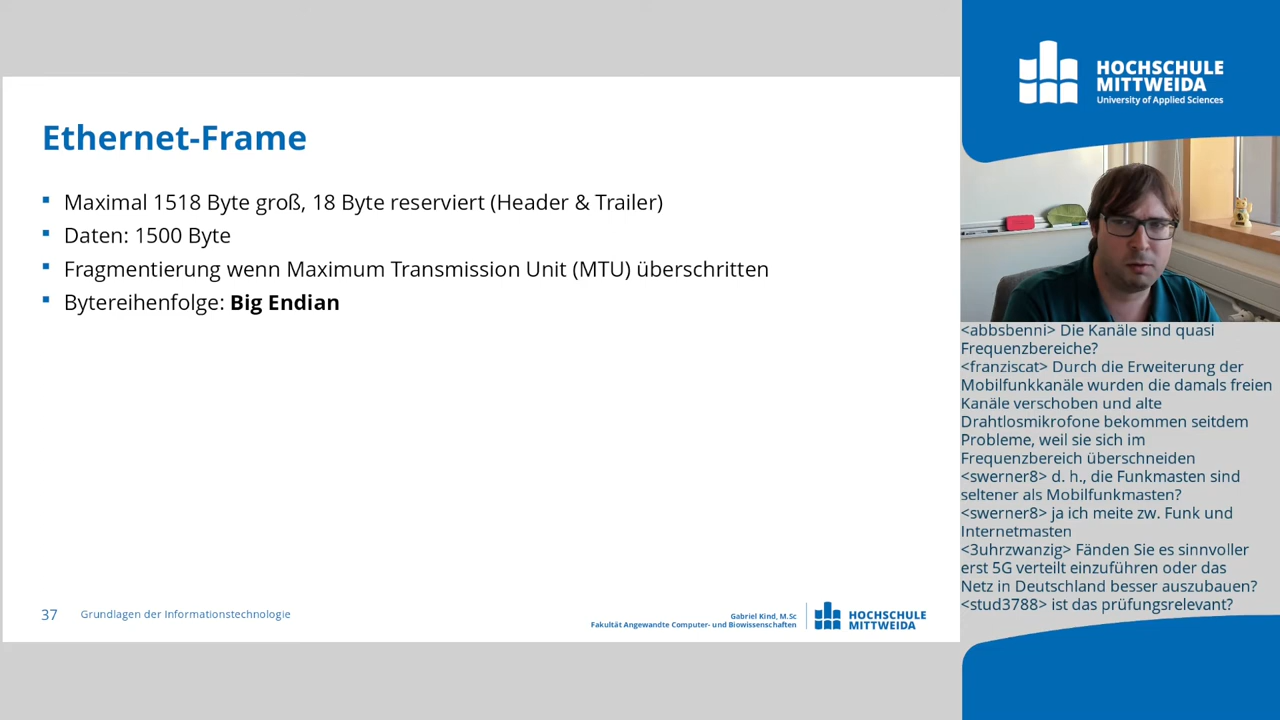 Ethernet-Frame
Maximal 1518 Byte groß, 18 Byte reserviert (Header & Trailer)
Daten: 1500 Byte
Fragmentierung wenn Maximum Transmission Unit (MTU) überschritten
Bytereihenfolge: Big Endian
37
Grundlagen der Informationstechnologie
Gabriel Kind, M.Sc
Fakultät Angewandte Computer- und Biowissenschaften
HOCHSCHULE
MITTWEIDA
HOCHSCHULE
MITTWEIDA
University of Applied Sciences
<abbsbenni> Die Kanäle sind quasi
Frequenzbereiche?
<franziscat> Durch die Erweiterung der
Mobilfunkkanäle wurden die damals freien
Kanäle verschoben und alte
Drahtlosmikrofone bekommen seitdem
Probleme, weil sie sich im
Frequenzbereich überschneiden
<swerner8> d. h., die Funkmasten sind
seltener als Mobilfunkmasten?
<swerner8> ja ich meite zw. Funk und
Internetmasten
<3uhrzwanzig> Fänden Sie es sinnvoller
erst 5G verteilt einzuführen oder das
Netz in Deutschland besser auszubauen?
<stud3788> ist das prüfungsrelevant?